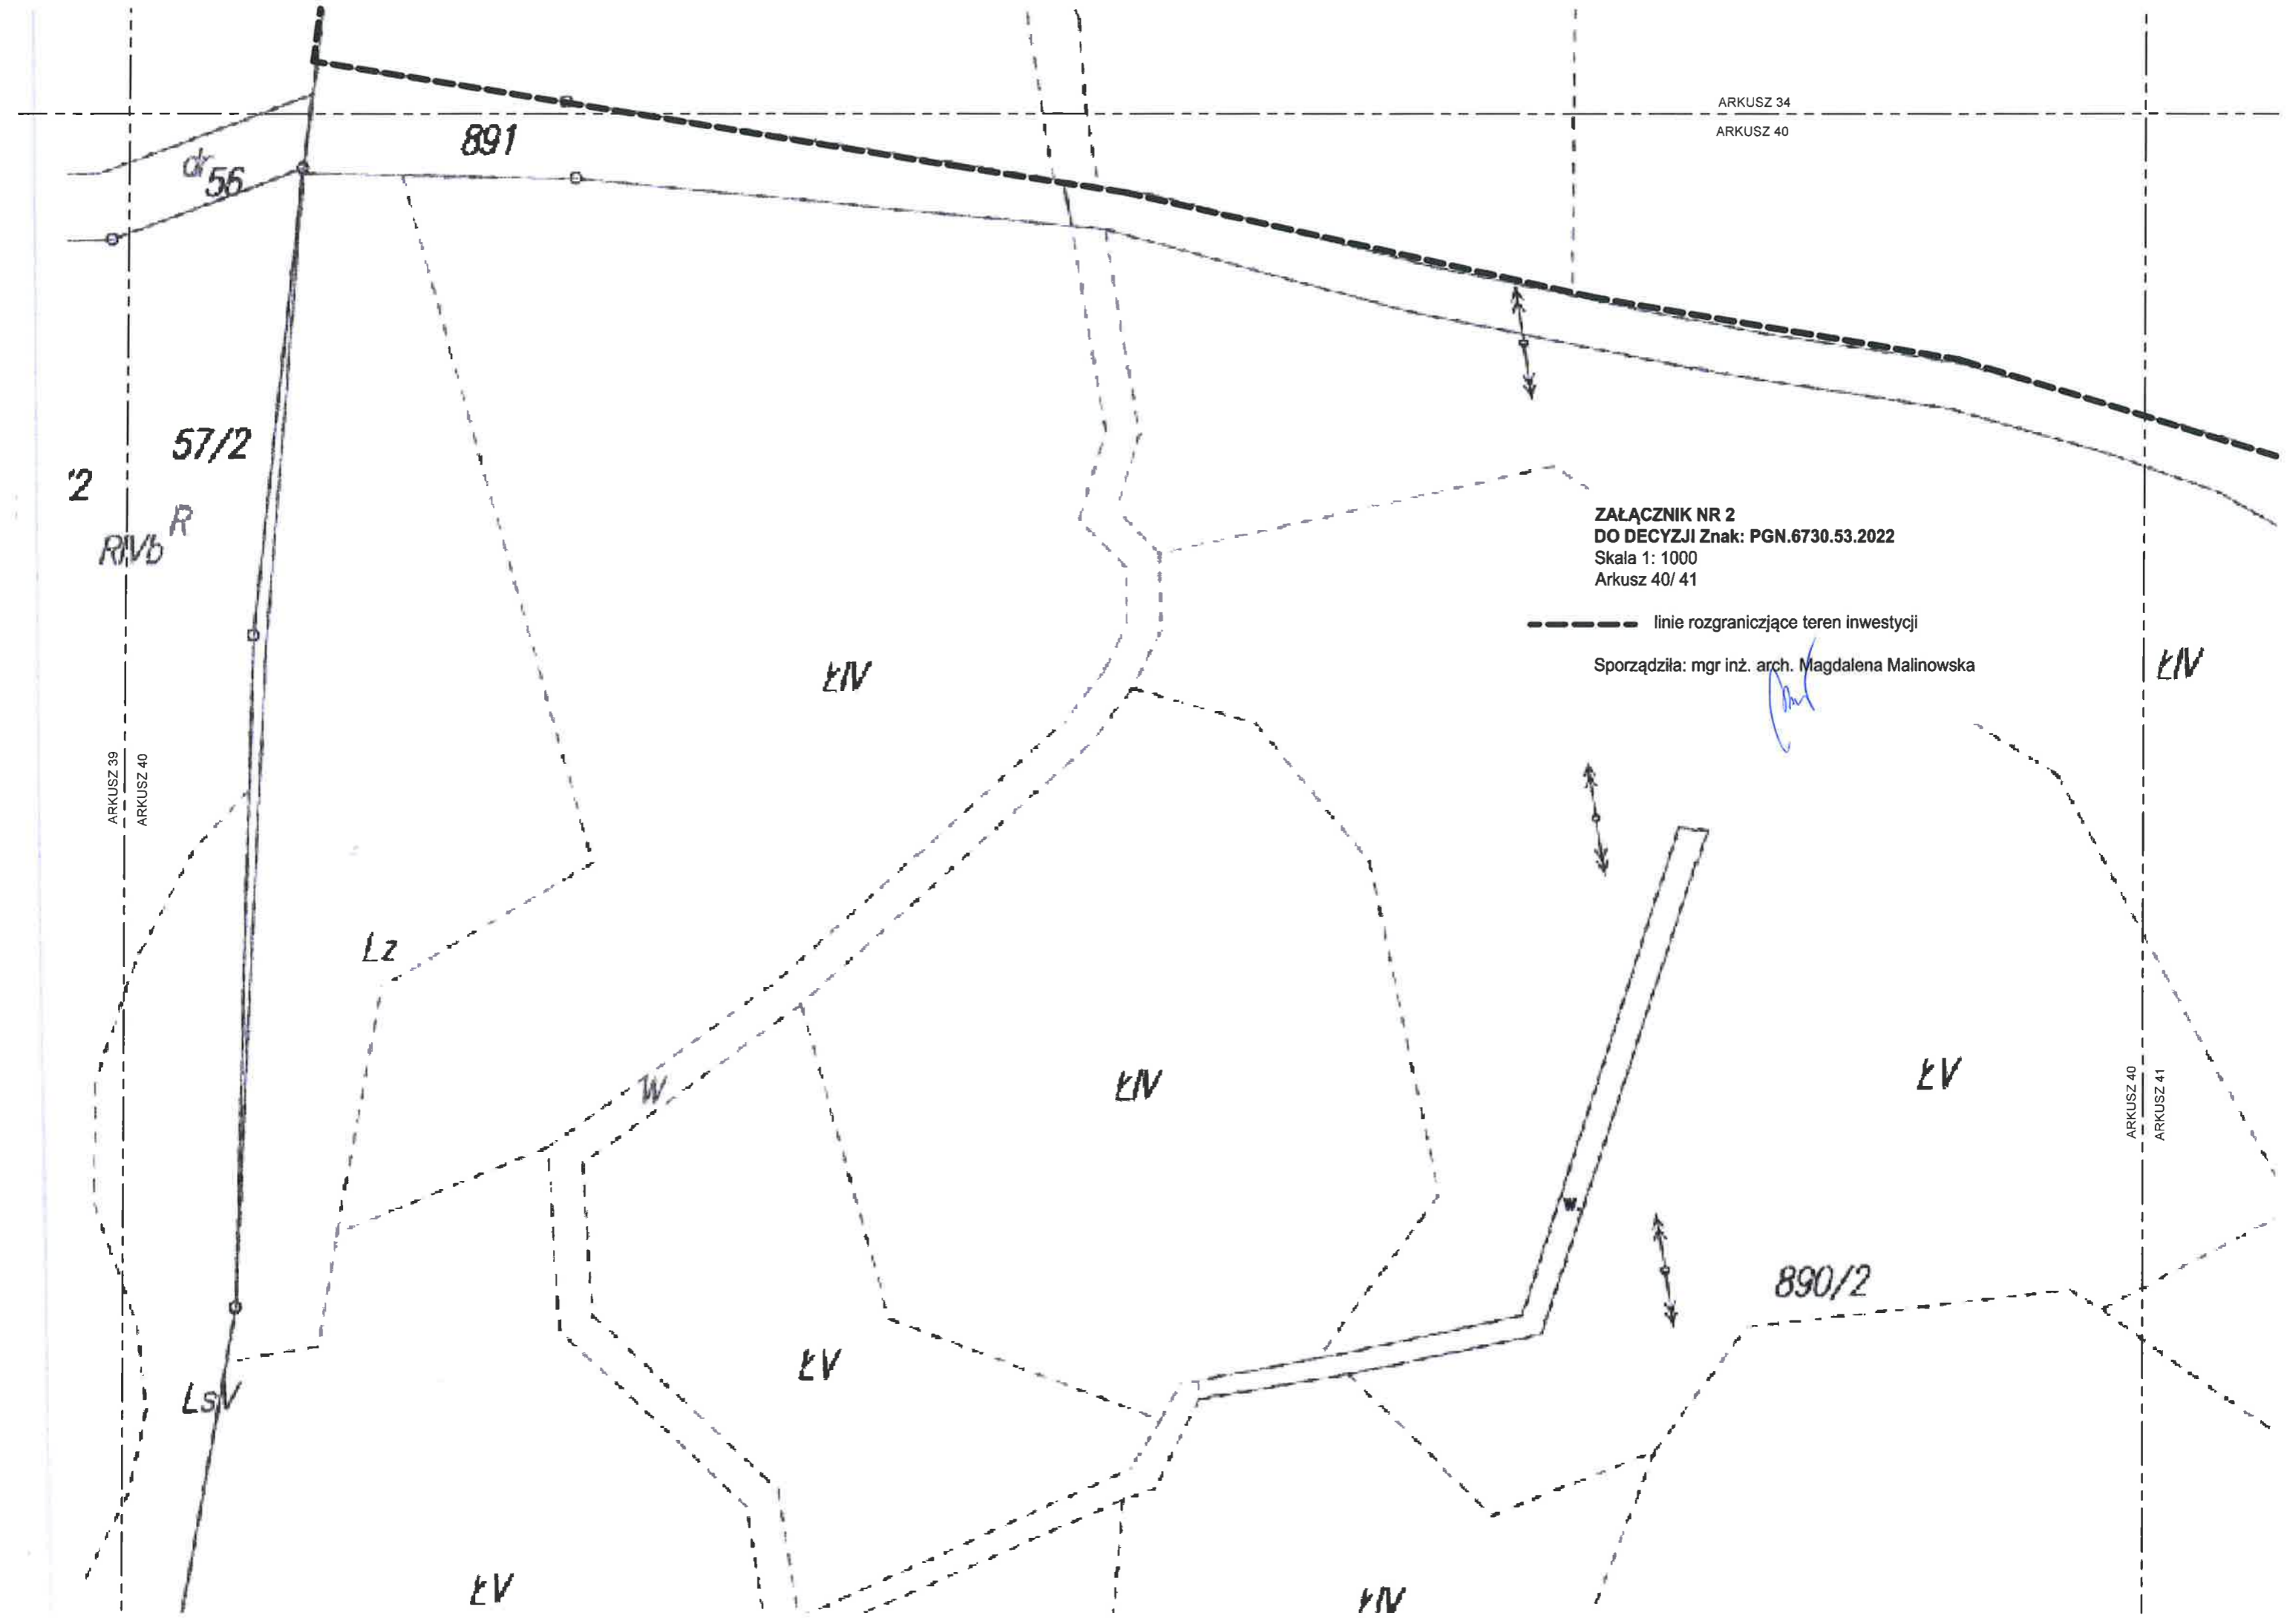 ARKUSZ 34
ARKUSZ 40
891
dr 56
57/2
2
R
RIVb
ZAŁĄCZNIK NR 2
DO DECYZJI Znak: PGN.6730.53.2022
Skala 1: 1000
Arkusz 40/ 41
linie rozgraniczjące teren inwestycji
Sporządziła: mgr inż. arch. Magdalena Malinowska
ŁIV
ŁIV
ARKUSZ 39
ARKUSZ 40
Lz
W
ŁIV
ŁV
ARKUSZ 40
ARKUSZ 41
W
890/2
ŁV
LsV
ŁV
ŁIV